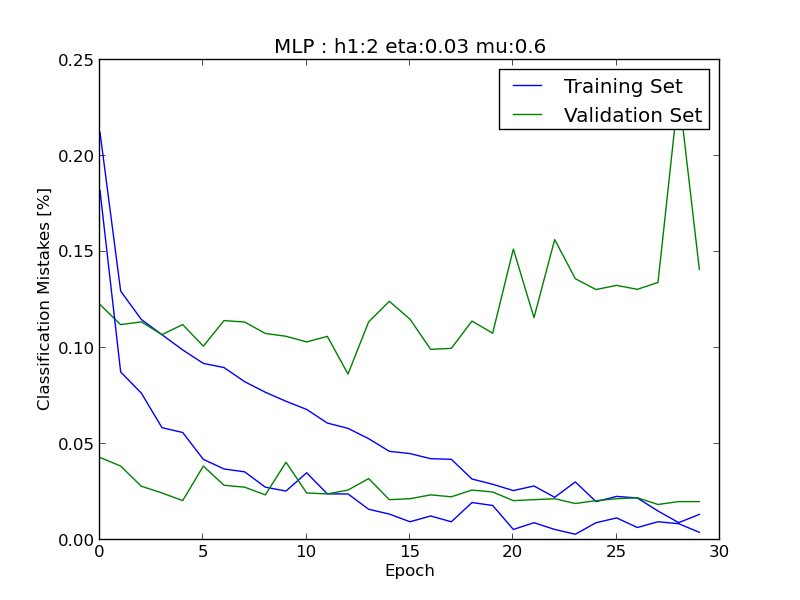 MLP : h1:2 eta:0.03 mu:0.6
0.25
Training Set
Validation Set
0.20
0.15
Classification Mistakes [%]
0.10
0.05
0.00
0 5 10 15 20 25 30
Epoch